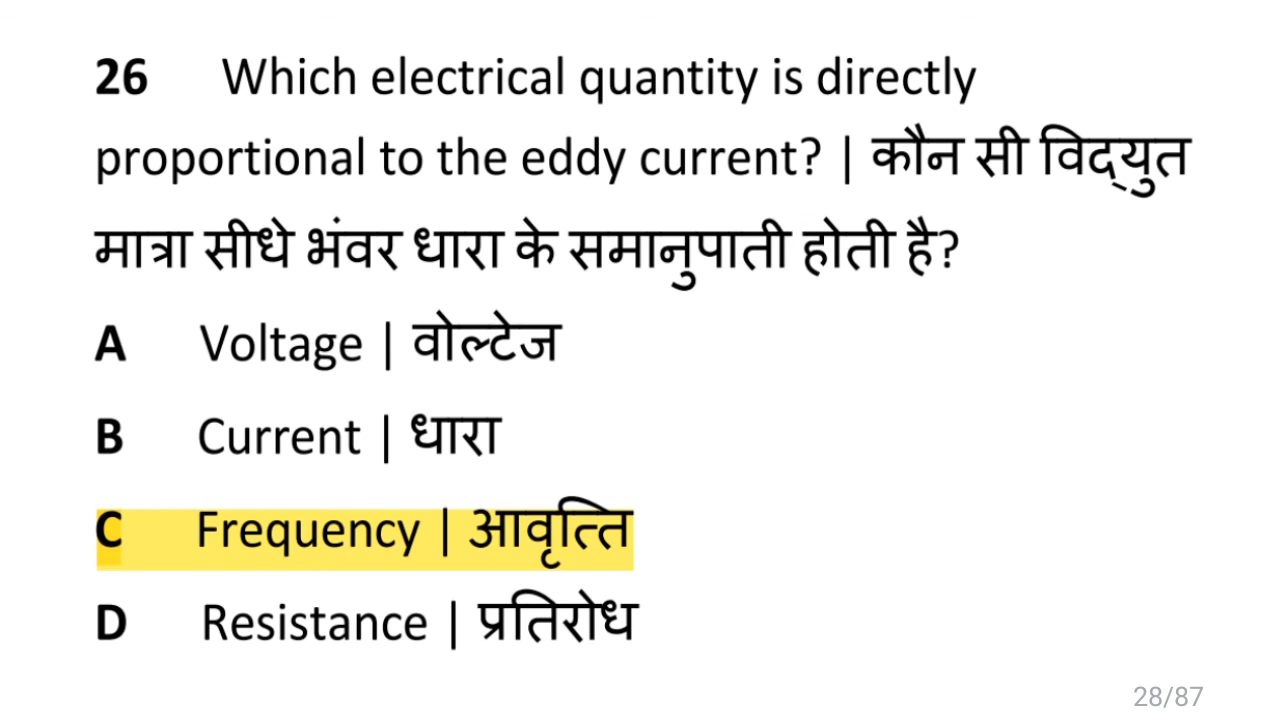 26 Which electrical quantity is directly
proportional to the eddy current? | कौन सी विद्‌युत
मात्रा सीधे भंवर धारा के समानुपाती होती है?
A Voltage | वोल्टेज
B Current | धारा
C Frequency | आवृत्ति
D Resistance | प्रतिरोध
28/87